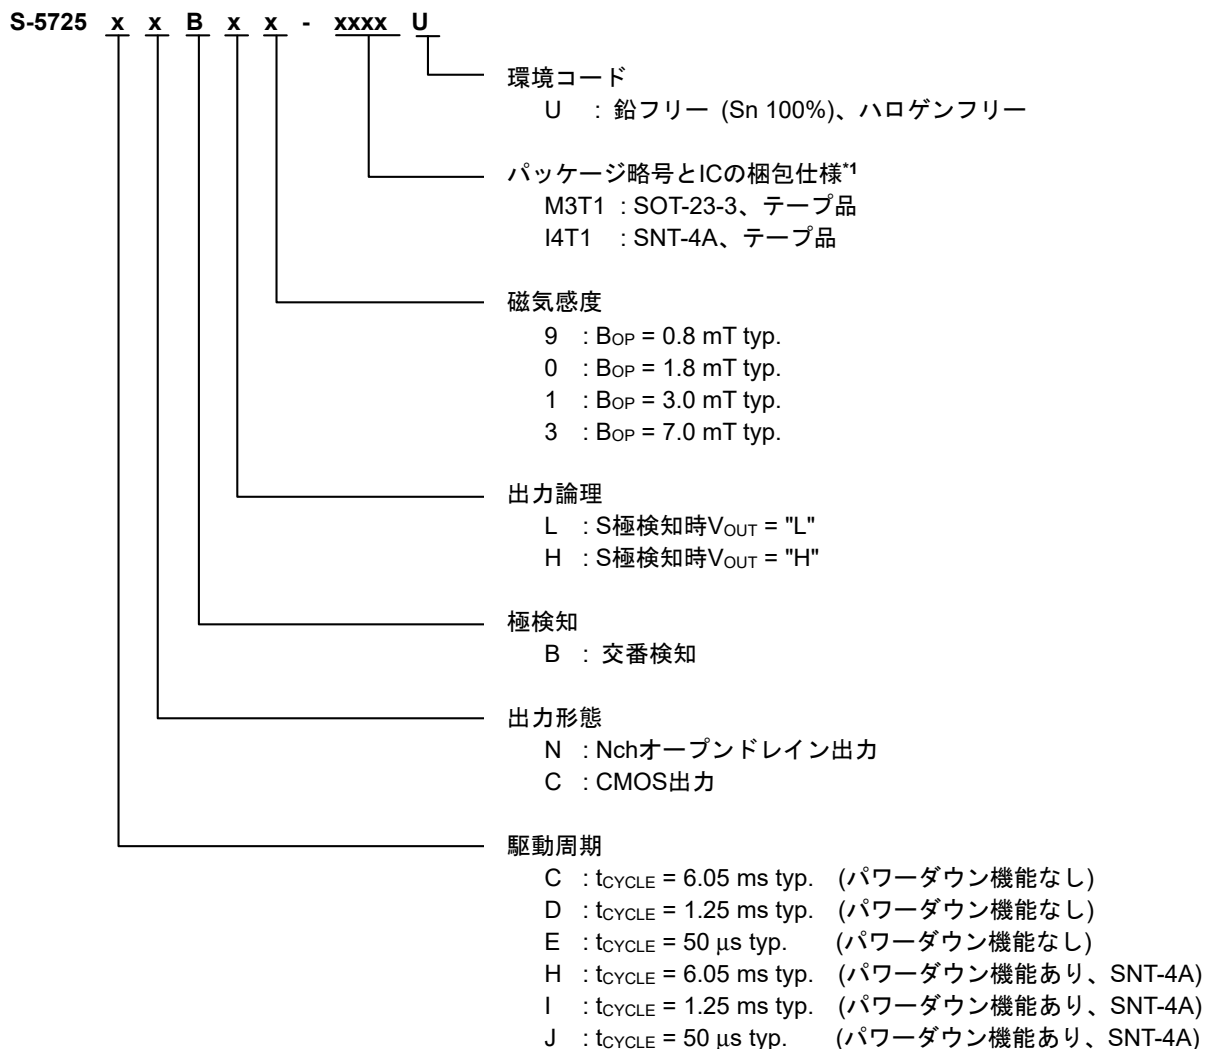 S-5725 x x B x x - xxxx U
環境コード
U : 鉛フリー (Sn 100%)、ハロゲンフリー
パッケージ略号とICの梱包仕様*1
M3T1 : SOT-23-3、テープ品
I4T1 : SNT-4A、テープ品
磁気感度
9 : BOP = 0.8 mT typ.
0 : BOP = 1.8 mT typ.
1 : BOP = 3.0 mT typ.
3 : BOP = 7.0 mT typ.
出力論理
L : S極検知時VOUT = "L"
H : S極検知時VOUT = "H"
極検知
B : 交番検知
出力形態
N : Nchオープンドレイン出力
C : CMOS出力
駆動周期
C : tCYCLE = 6.05 ms typ. (パワーダウン機能なし)
D : tCYCLE = 1.25 ms typ. (パワーダウン機能なし)
E : tCYCLE = 50 μs typ. (パワーダウン機能なし)
H : tCYCLE = 6.05 ms typ. (パワーダウン機能あり、SNT-4A)
I : tCYCLE = 1.25 ms typ. (パワーダウン機能あり、SNT-4A)
J : tCYCLE = 50 μs typ. (パワーダウン機能あり、SNT-4A)